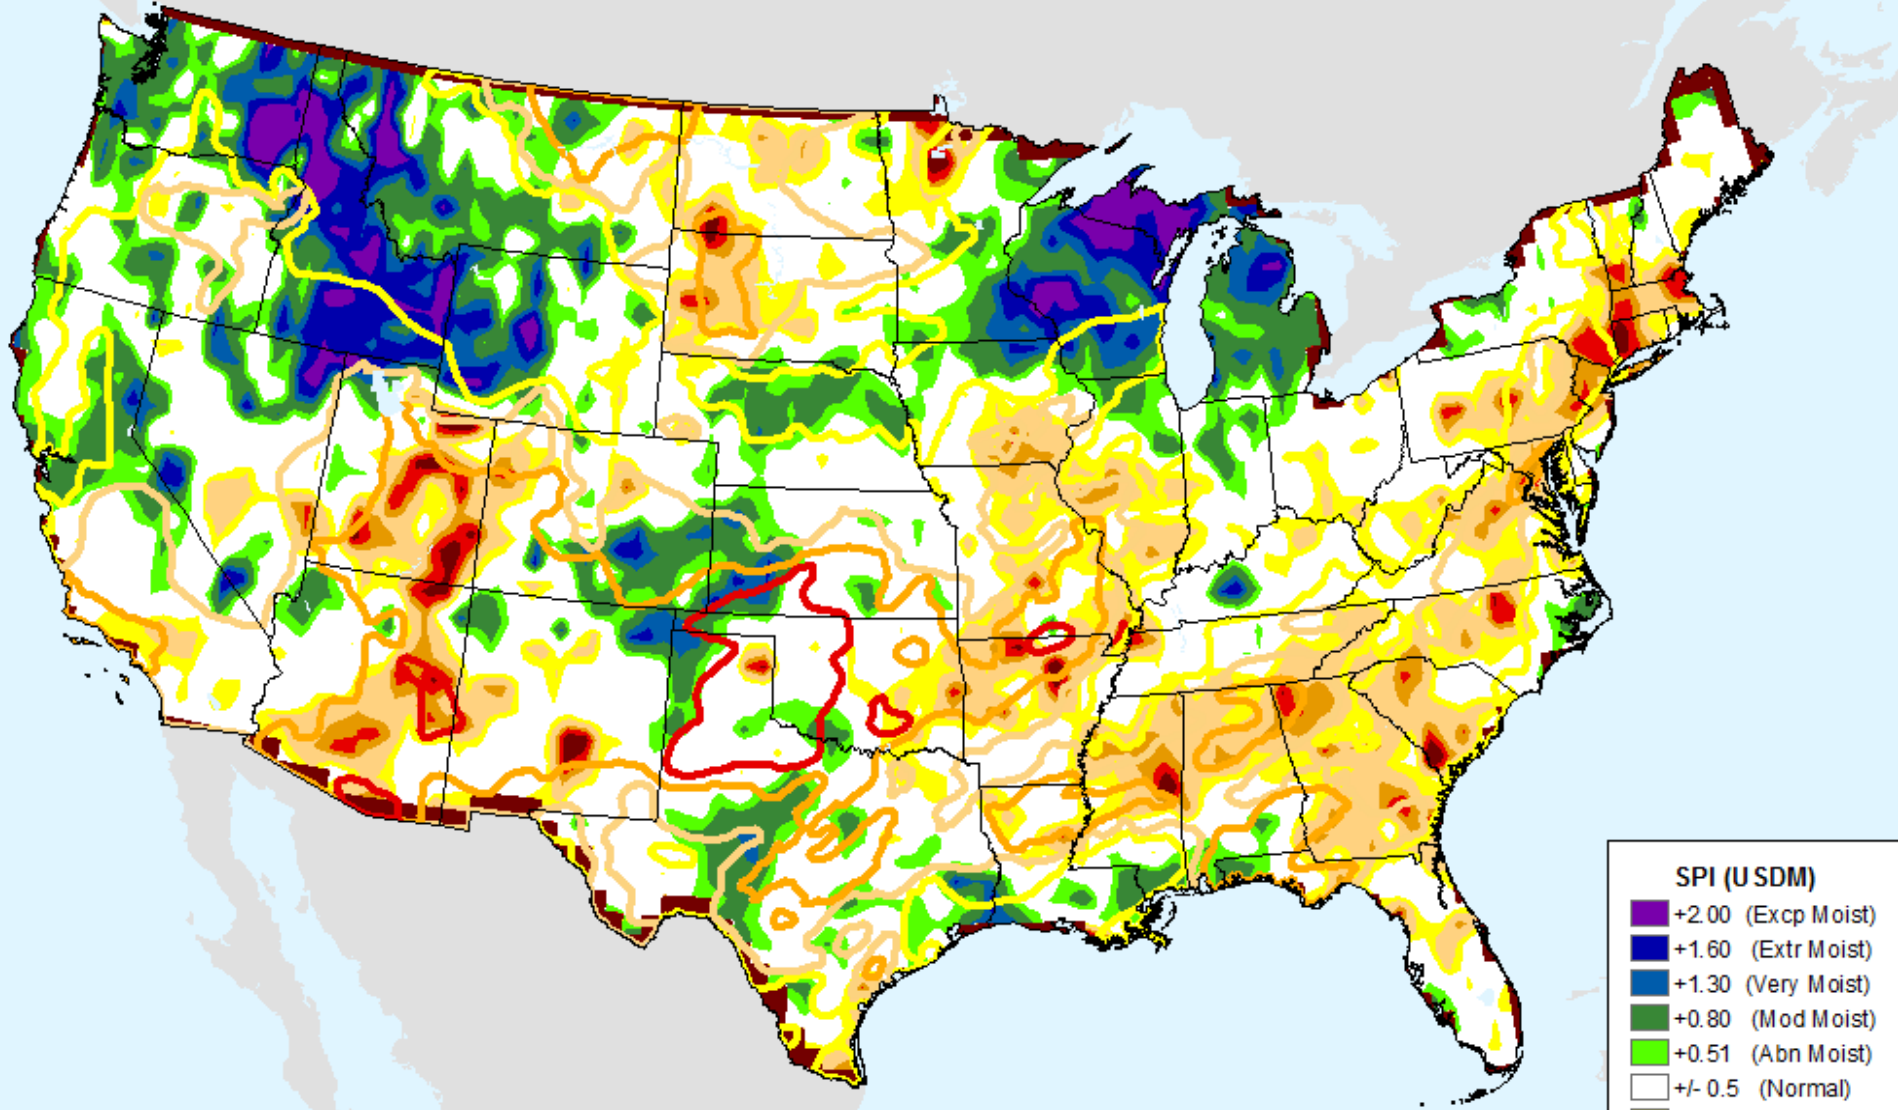 SPI (USDM)
+2.00 (Excp Moist)
+1.60 (Extr Moist)
+1.30 (Very Moist)
+0.80 (Mod Moist)
+0.51 (Abn Moist)
+/- 0.5 (Normal)